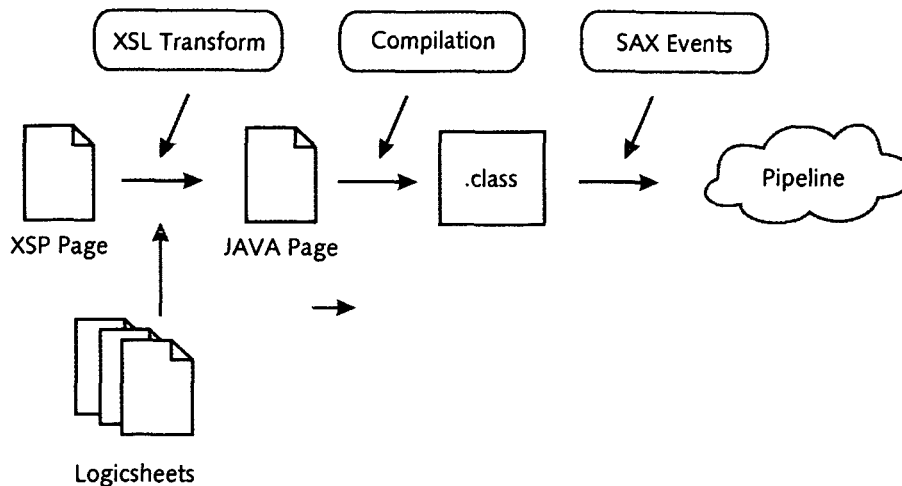 XSL Transform
Compilation
SAX Events
.class
Pipeline
XSP Page
JAVA Page
Logicsheets